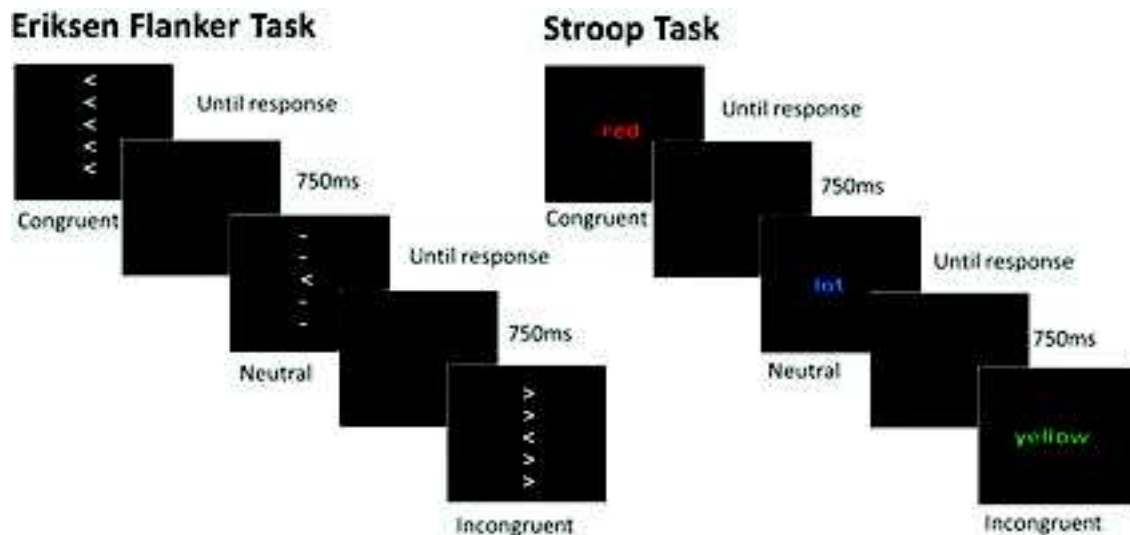 Eriksen Flanker Task
<
<
<
<
<
Until response
Congruent
750ms
-
-
<
-
-
Until response
Neutral
750ms
>
>
<
>
>
Incongruent
Stroop Task
red
Until response
Congruent
750ms
lot
Until response
Neutral
750ms
yellow
Incongruent